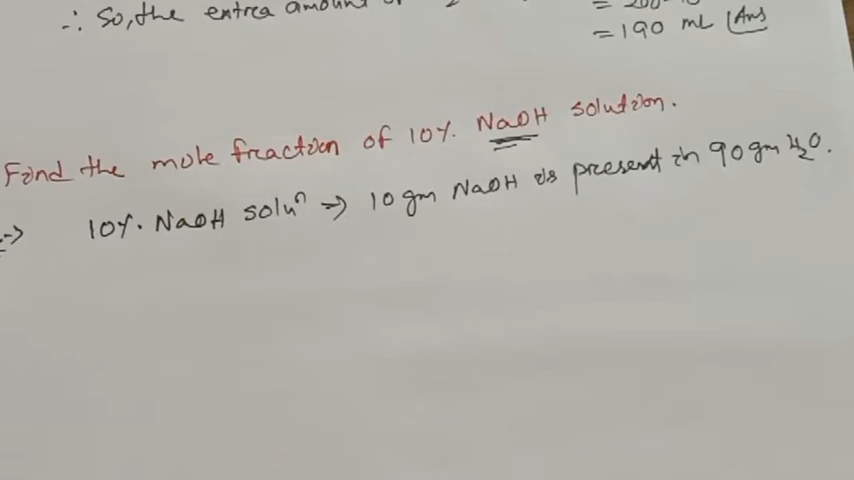 ∴ So, the extra amount
= 190 ml (Ans
Find the mole fraction of 10%. NaOH solution.
10%. NaOH soluⁿ => 10 gm NaOH is present in 90 gm H₂O.